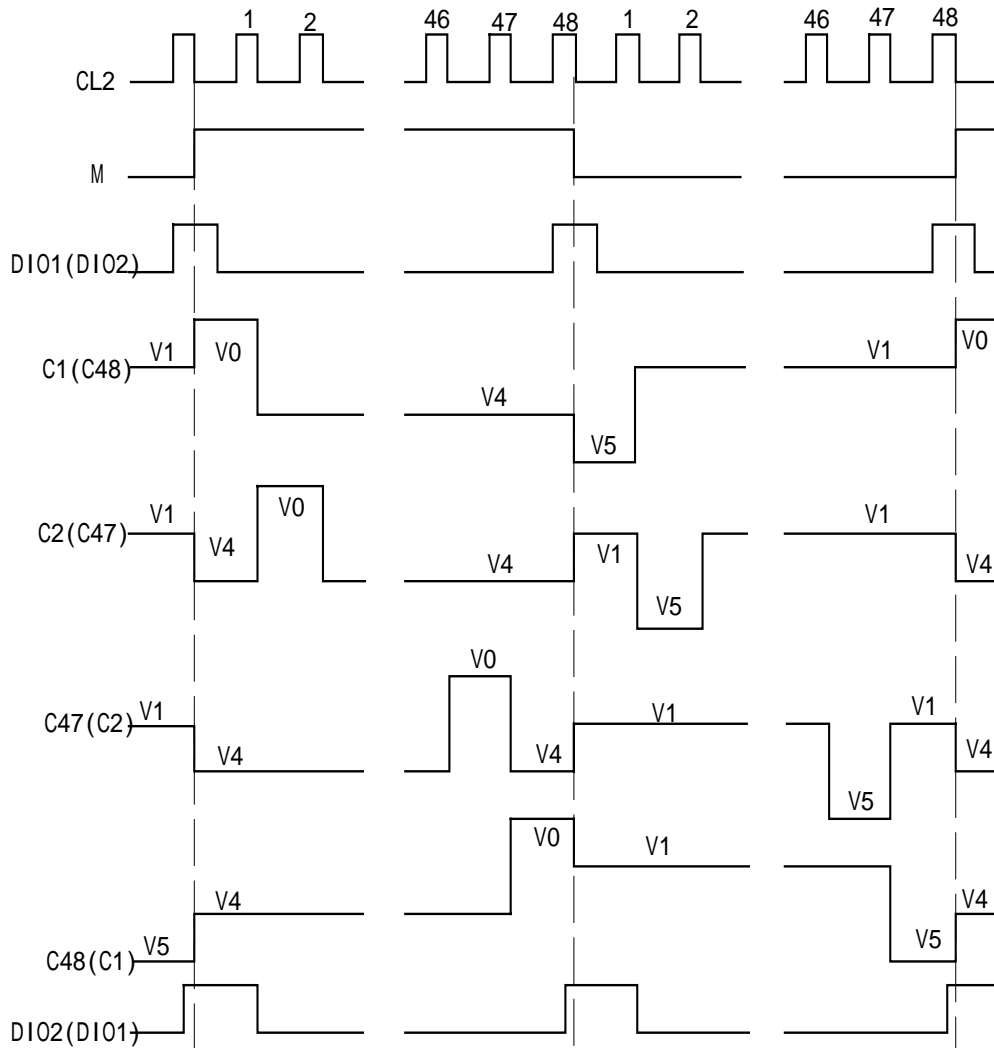 1 2 46 47 48 1 2 46 47 48
CL2
M
DIO1(DIO2)
C1(C48) V1 V0 V4 V5 V1 V0
C2(C47) V1 V4 V0 V4 V1 V5 V1 V4
C47(C2) V1 V4 V0 V4 V1 V5 V1 V4
C48(C1) V5 V4 V0 V1 V5 V4
DIO2(DIO1)